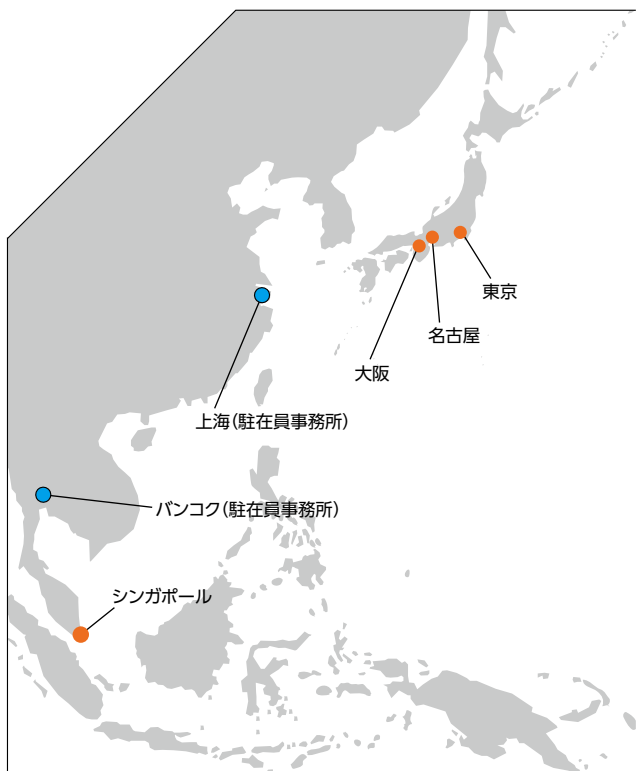 東京
名古屋
大阪
上海(駐在員事務所)
バンコク(駐在員事務所)
シンガポール